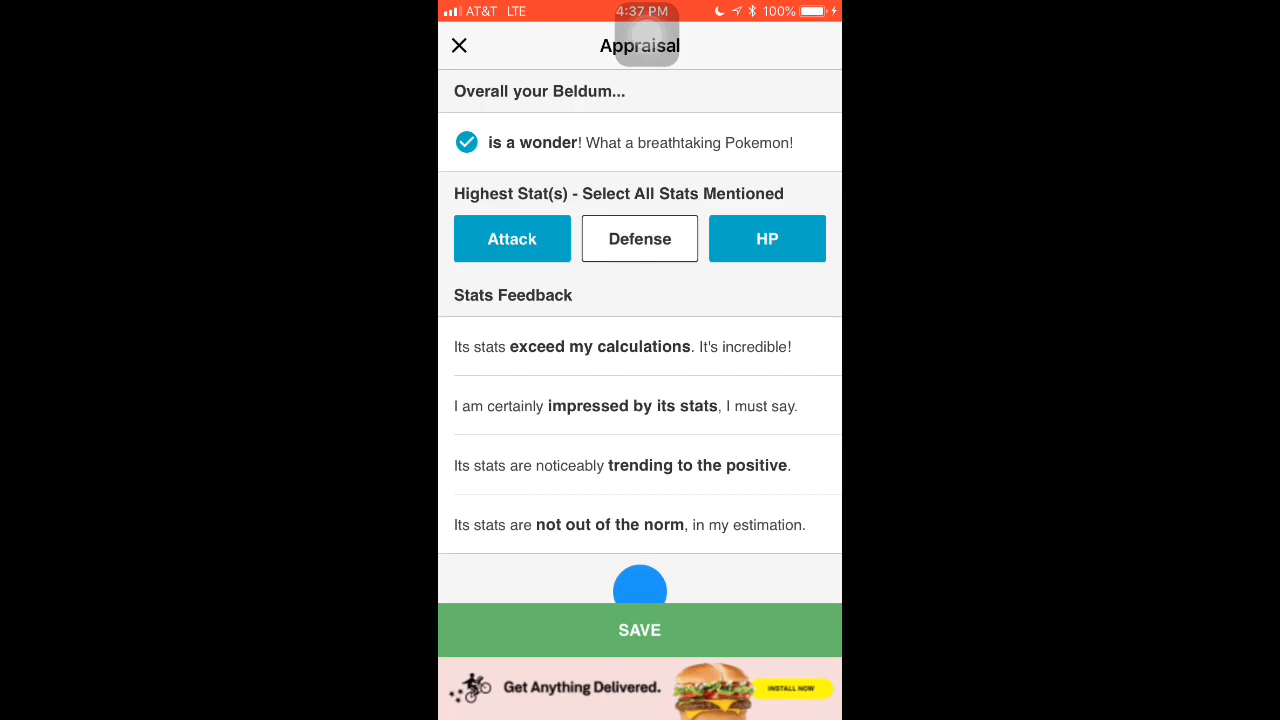 AT&T LTE 4:37 PM 100%
Appraisal
Overall your Beldum...
is a wonder! What a breathtaking Pokemon!
Highest Stat(s) - Select All Stats Mentioned
Attack Defense HP
Stats Feedback
Its stats exceed my calculations. It's incredible!
I am certainly impressed by its stats, I must say.
Its stats are noticeably trending to the positive.
Its stats are not out of the norm, in my estimation.
SAVE
Get Anything Delivered. INSTALL NOW